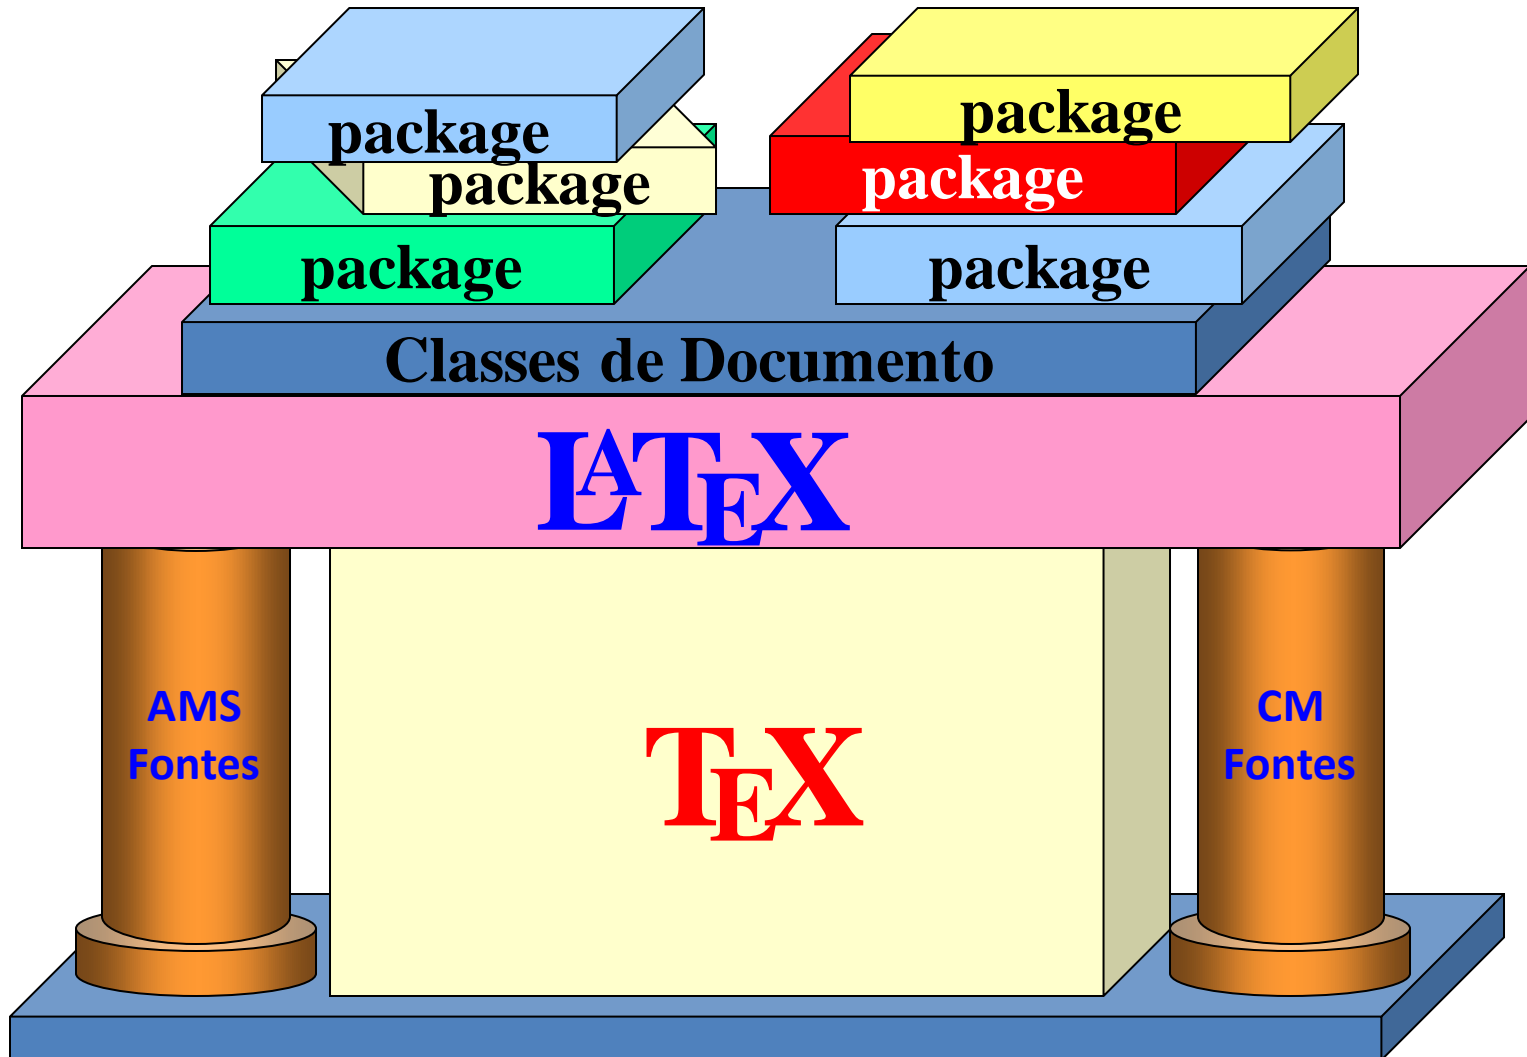 package
package
package
package
package
package
Classes de Documento
LATEX
AMS
Fontes
TEX
CM
Fontes